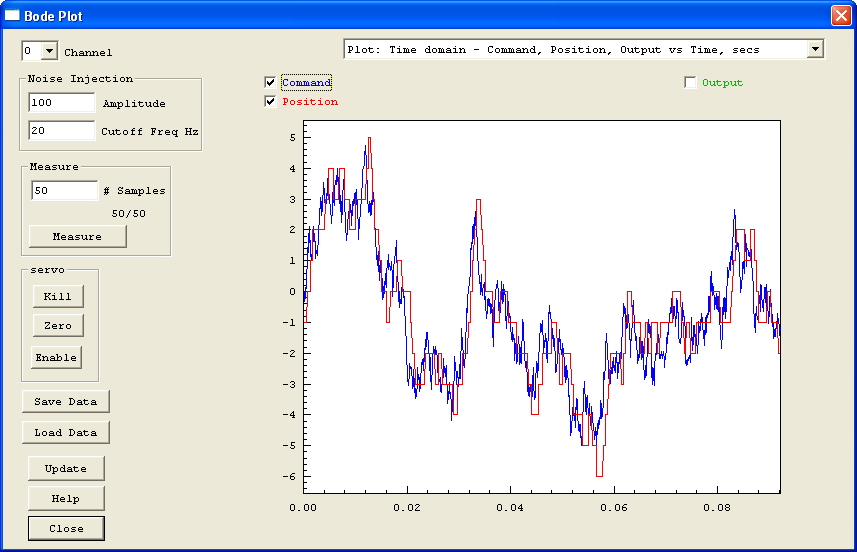 Bode Plot
0 Channel
Plot: Time domain - Command, Position, Output vs Time, secs
Noise Injection
100 Amplitude
20 Cutoff Freq Hz
Command
Position
Output
Measure
50 # Samples
50/50
Measure
servo
Kill
Zero
Enable
Save Data
Load Data
Update
Help
Close
5
4
3
2
1
0
-1
-2
-3
-4
-5
-6
0.00 0.02 0.04 0.06 0.08